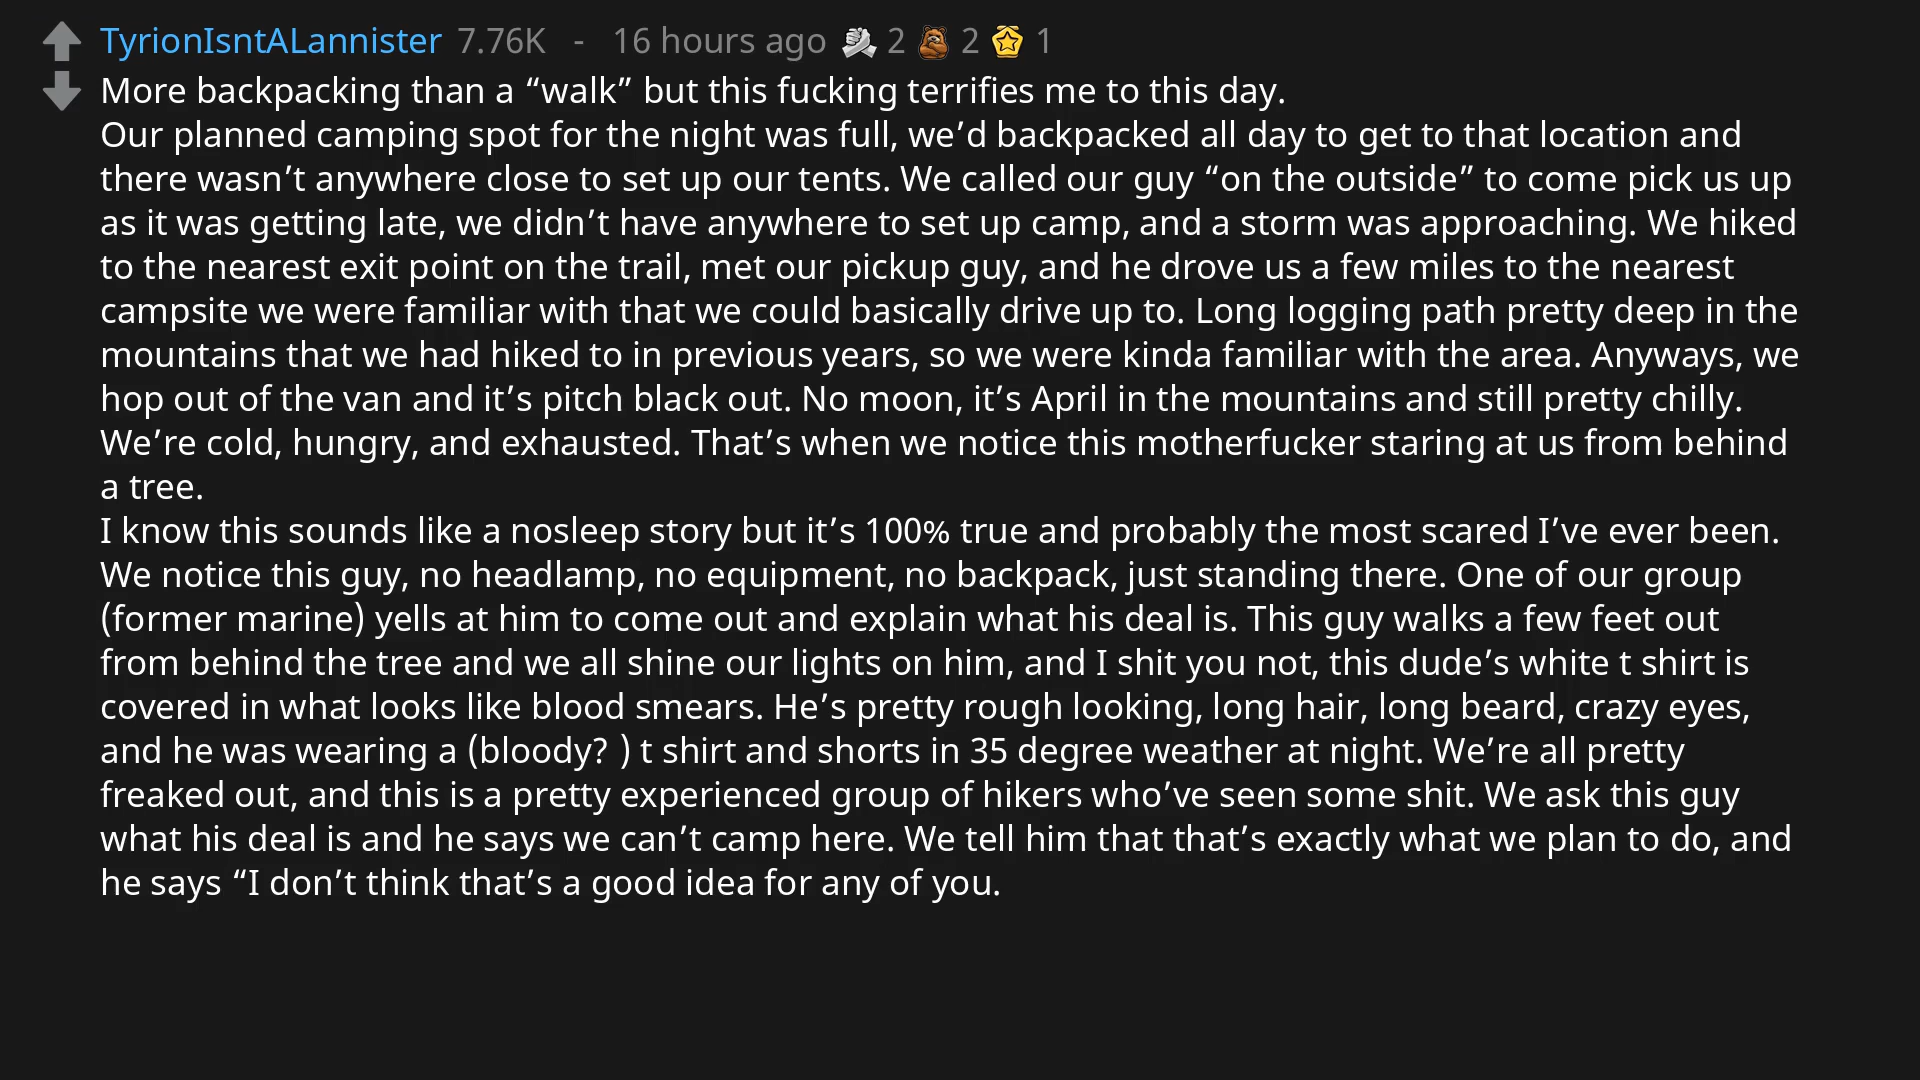 TyrionIsntALannister 7.76K - 16 hours ago 2 2 1
More backpacking than a “walk” but this fucking terrifies me to this day.
Our planned camping spot for the night was full, we’d backpacked all day to get to that location and
there wasn’t anywhere close to set up our tents. We called our guy “on the outside” to come pick us up
as it was getting late, we didn’t have anywhere to set up camp, and a storm was approaching. We hiked
to the nearest exit point on the trail, met our pickup guy, and he drove us a few miles to the nearest
campsite we were familiar with that we could basically drive up to. Long logging path pretty deep in the
mountains that we had hiked to in previous years, so we were kinda familiar with the area. Anyways, we
hop out of the van and it’s pitch black out. No moon, it’s April in the mountains and still pretty chilly.
We’re cold, hungry, and exhausted. That’s when we notice this motherfucker staring at us from behind
a tree.
I know this sounds like a nosleep story but it’s 100% true and probably the most scared I’ve ever been.
We notice this guy, no headlamp, no equipment, no backpack, just standing there. One of our group
(former marine) yells at him to come out and explain what his deal is. This guy walks a few feet out
from behind the tree and we all shine our lights on him, and I shit you not, this dude’s white t shirt is
covered in what looks like blood smears. He’s pretty rough looking, long hair, long beard, crazy eyes,
and he was wearing a (bloody? ) t shirt and shorts in 35 degree weather at night. We’re all pretty
freaked out, and this is a pretty experienced group of hikers who’ve seen some shit. We ask this guy
what his deal is and he says we can’t camp here. We tell him that that’s exactly what we plan to do, and
he says “I don’t think that’s a good idea for any of you.